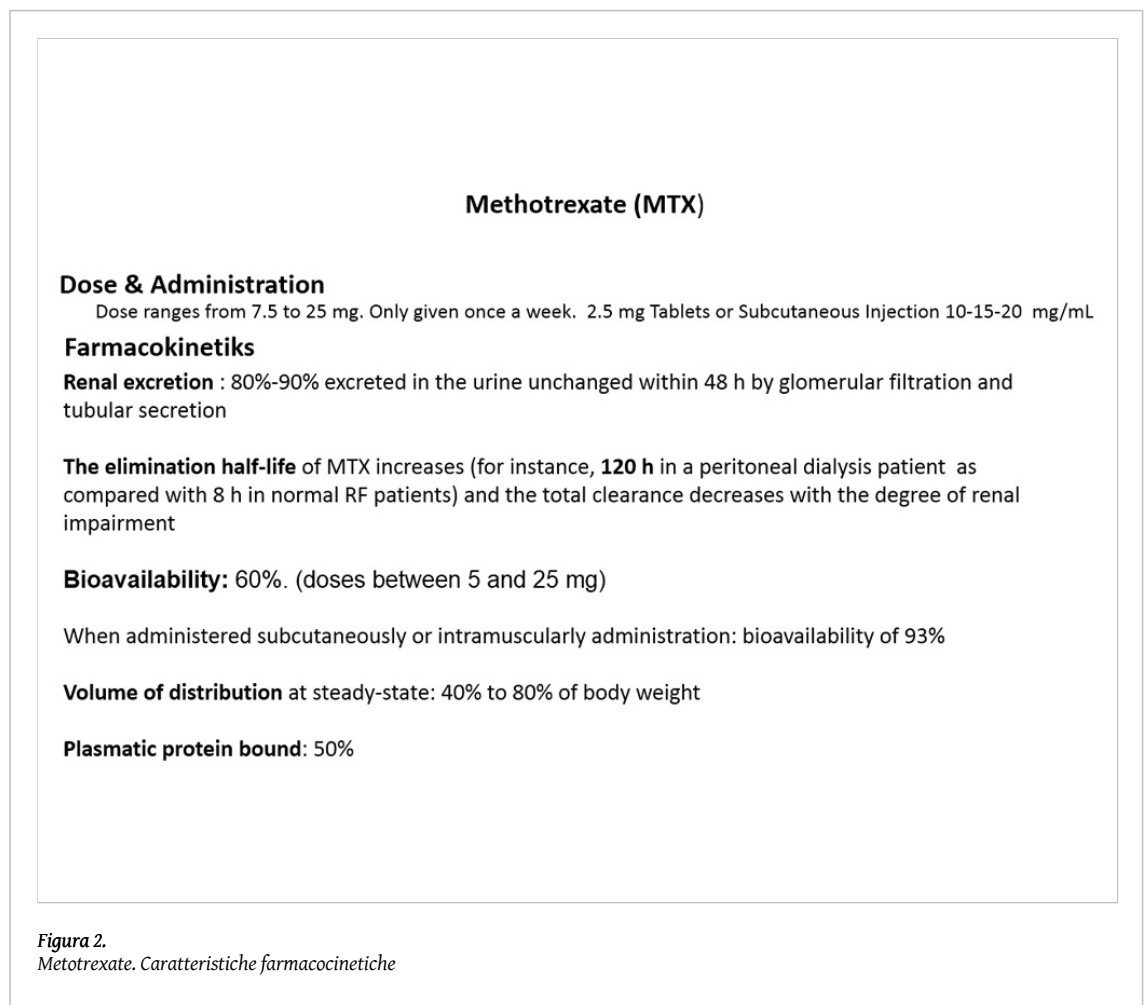 Methotrexate (MTX)
Dose & Administration
Dose ranges from 7.5 to 25 mg. Only given once a week.  2.5 mg Tablets or Subcutaneous Injection 10-15-20  mg/mL
Farmacokinetiks
Renal excretion : 80%-90% excreted in the urine unchanged within 48 h by glomerular filtration and
tubular secretion
The elimination half-life of MTX increases (for instance, 120 h in a peritoneal dialysis patient  as
compared with 8 h in normal RF patients) and the total clearance decreases with the degree of renal
impairment
Bioavailability: 60%. (doses between 5 and 25 mg)
When administered subcutaneously or intramuscularly administration: bioavailability of 93%
Volume of distribution at steady-state: 40% to 80% of body weight
Plasmatic protein bound: 50%
Figura 2.
Metotrexate. Caratteristiche farmacocinetiche